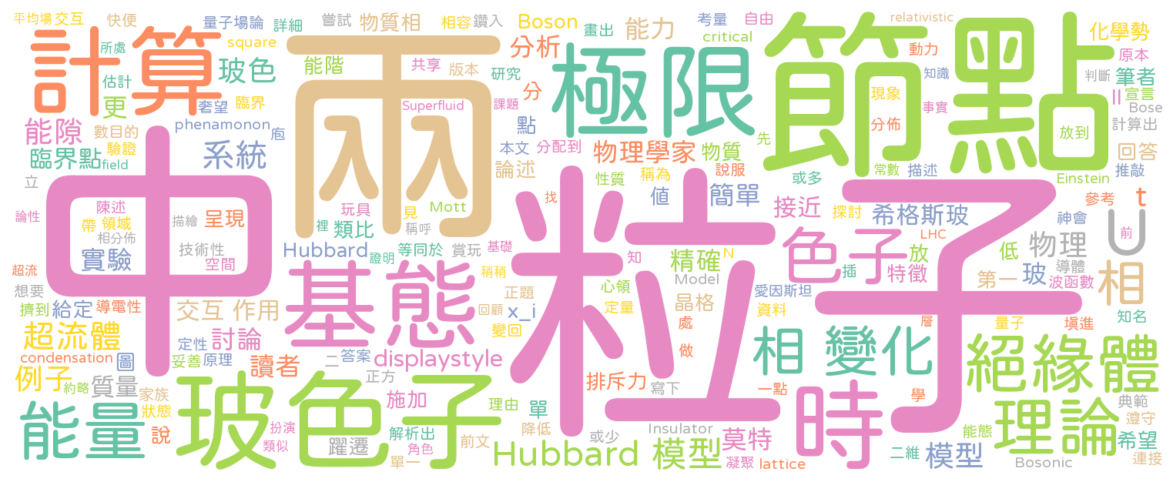 平均場 交互 快便 量子場論 詳細 嘗試 物質相 相容 鑽入 Boson 畫出 能力 考量 自由 relativistic 化學勢
計算 所處 估計 square 玻色 能階 共享 版本 研究 分析 critical 極限 動力 知識 節點 原本 判斷 筆者
兩 更 奢望 臨界 Superfluid 課題 分 現象 事實 II 宣言 Bose
能隙 數目的 phenamonon 庖 點 先 分佈 放到 計算出
臨界點 驗證 field 系統 本文 分配到 物理學家 物質 常數 描述 推敲 Einstein 回答
中 立 論述 性質 稱為 值 說服 或多 簡單 粒子 t
論性 陳述 帶 領域 描繪 呈現 玩具 見 Mott 找 接近 希格斯玻 探討 神會 參考
相分佈 技術性 類比 稱呼 裡 LHC U 前
實驗 空間 Hubbard 等同於 賞玩 基礎 N 精確 色子 放 低 物理 導體
超流 想要 給定 導電性 證明 基態 知 心領 Model 插 特徵 第一 玻 波函數 相
擠到 交互 作用 回顧 稍稍 正題 x_i 定量 晶格 愛因斯坦 知名
超流體 定性 討論 變回 處 資料 層 量子 填進
condensation 妥善 原理 圖 二 答案 displaystyle 做 相 變化 絕緣體
例子 約略 質量 讀者 正方 排斥力 一點 學 典範
能量 家族 狀態 施加 理由 單 寫下 時 理論 遵守
玻色子 說 扮演 解析出 降低 或少 Insulator 莫特 能態 希望
類似 躍遷 角色 單一 前文 Hubbard 模型 凝聚 lattice 二維 模型 Bosonic 連接